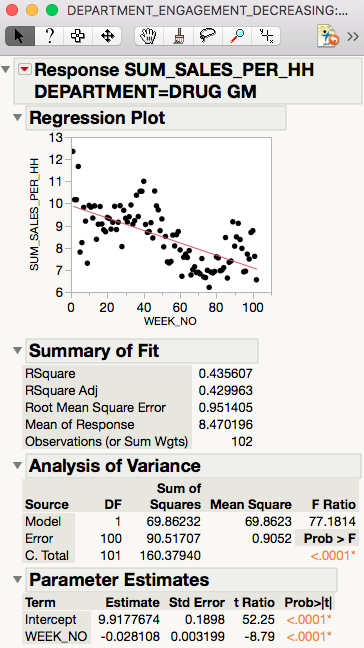 DEPARTMENT_ENGAGEMENT_DECREASING:...
Response SUM_SALES_PER_HH
DEPARTMENT=DRUG GM
Regression Plot
SUM_SALES_PER_HH
13
12
11
10
9
8
7
6
0 20 40 60 80 100
WEEK_NO
Summary of Fit
RSquare 0.435607
RSquare Adj 0.429963
Root Mean Square Error 0.951405
Mean of Response 8.470196
Observations (or Sum Wgts) 102
Analysis of Variance
Sum of
Source DF Squares Mean Square F Ratio
Model 1 69.86232 69.8623 77.1814
Error 100 90.51707 0.9052 Prob > F
C. Total 101 160.37940 <.0001*
Parameter Estimates
Term Estimate Std Error t Ratio Prob>|t|
Intercept 9.9177674 0.1898 52.25 <.0001*
WEEK_NO -0.028108 0.003199 -8.79 <.0001*